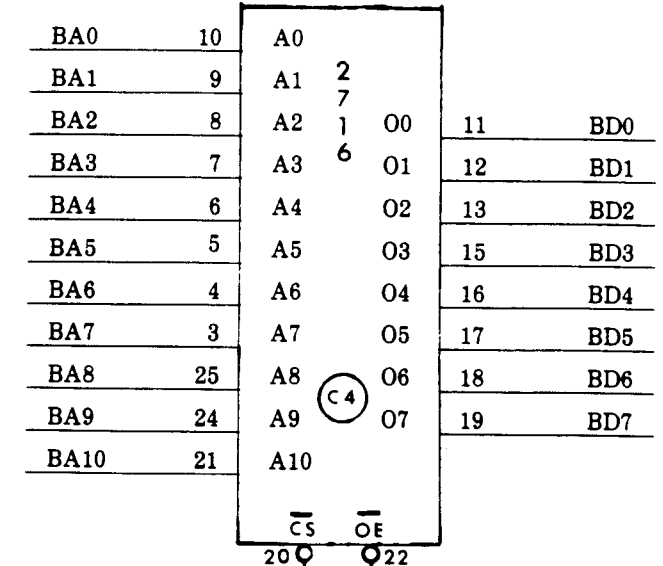 BA0 10 A0
BA1 9 A1
BA2 8 A2 O0 11 BD0
BA3 7 A3 O1 12 BD1
BA4 6 A4 O2 13 BD2
BA5 5 A5 O3 15 BD3
BA6 4 A6 O4 16 BD4
BA7 3 A7 O5 17 BD5
BA8 25 A8 O6 18 BD6
BA9 24 A9 O7 19 BD7
BA10 21 A10
2716
C4
CS OE
20 22